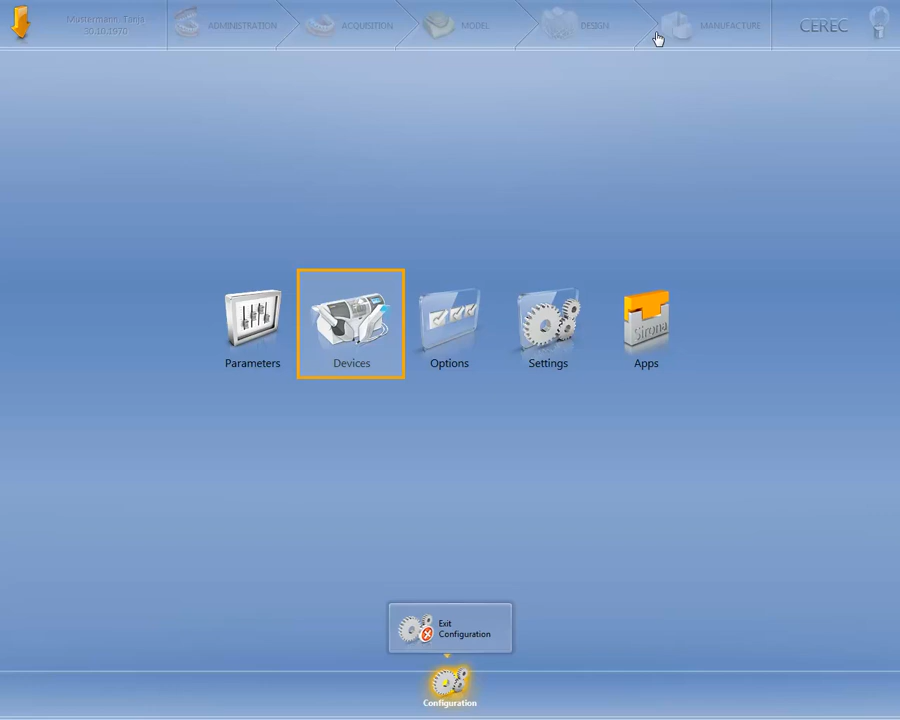 Mustermann, Tanja
30.10.1970
ADMINISTRATION
ACQUISITION
MODEL
DESIGN
MANUFACTURE
CEREC
Parameters
Devices
Options
Settings
Sirona
Apps
Exit
Configuration
Configuration